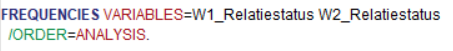 FREQUENCIES VARIABLES=W1_Relatiestatus W2_Relatiestatus
/ORDER=ANALYSIS.